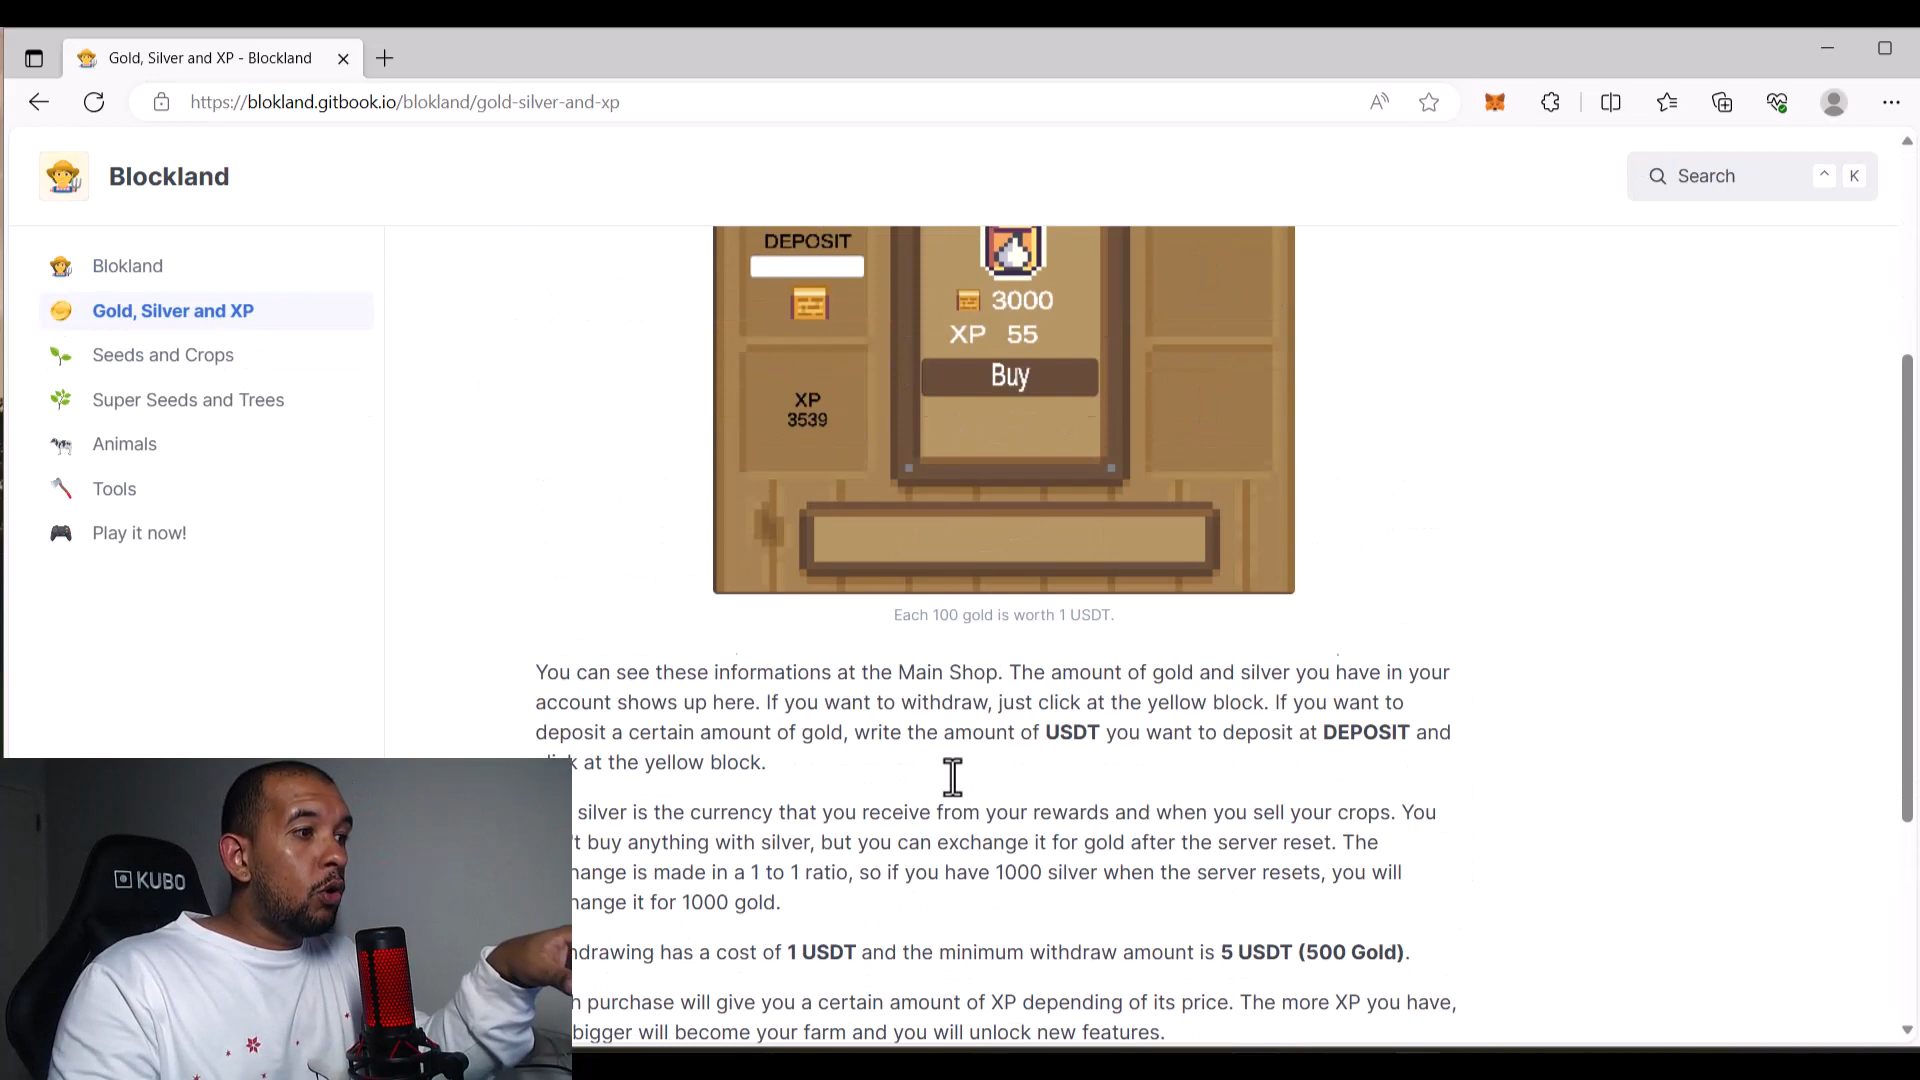 Gold, Silver and XP - Blockland
https://blokland.gitbook.io/blokland/gold-silver-and-xp
Blockland
Search
^ K
Blokland
Gold, Silver and XP
Seeds and Crops
Super Seeds and Trees
Animals
Tools
Play it now!
DEPOSIT
3000
XP 55
Buy
XP
3539
Each 100 gold is worth 1 USDT.
You can see these informations at the Main Shop. The amount of gold and silver you have in your
account shows up here. If you want to withdraw, just click at the yellow block. If you want to
deposit a certain amount of gold, write the amount of USDT you want to deposit at DEPOSIT and
at the yellow block.
silver is the currency that you receive from your rewards and when you sell your crops. You
buy anything with silver, but you can exchange it for gold after the server reset. The
is made in a 1 to 1 ratio, so if you have 1000 silver when the server resets, you will
it for 1000 gold.
has a cost of 1 USDT and the minimum withdraw amount is 5 USDT (500 Gold).
purchase will give you a certain amount of XP depending of its price. The more XP you have,
bigger will become your farm and you will unlock new features.
KUBO